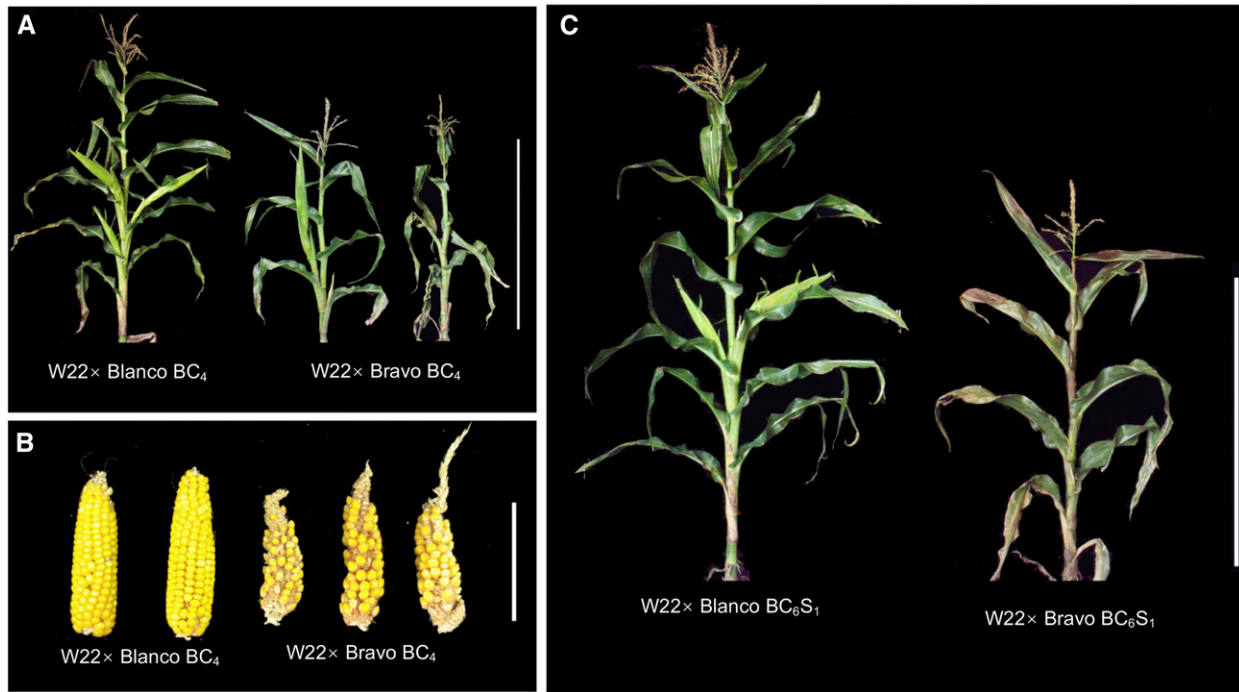 A
W22× Blanco BC₄
W22× Bravo BC₄
B
W22× Blanco BC₄
W22× Bravo BC₄
C
W22× Blanco BC₆S₁
W22× Bravo BC₆S₁